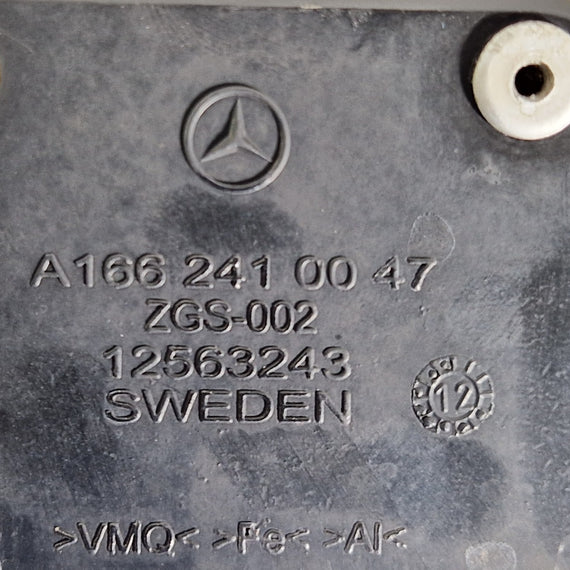 A166 241 00 47
ZGS-002
12563243
SWEDEN
12
>VMQ< >Fe< >Al<